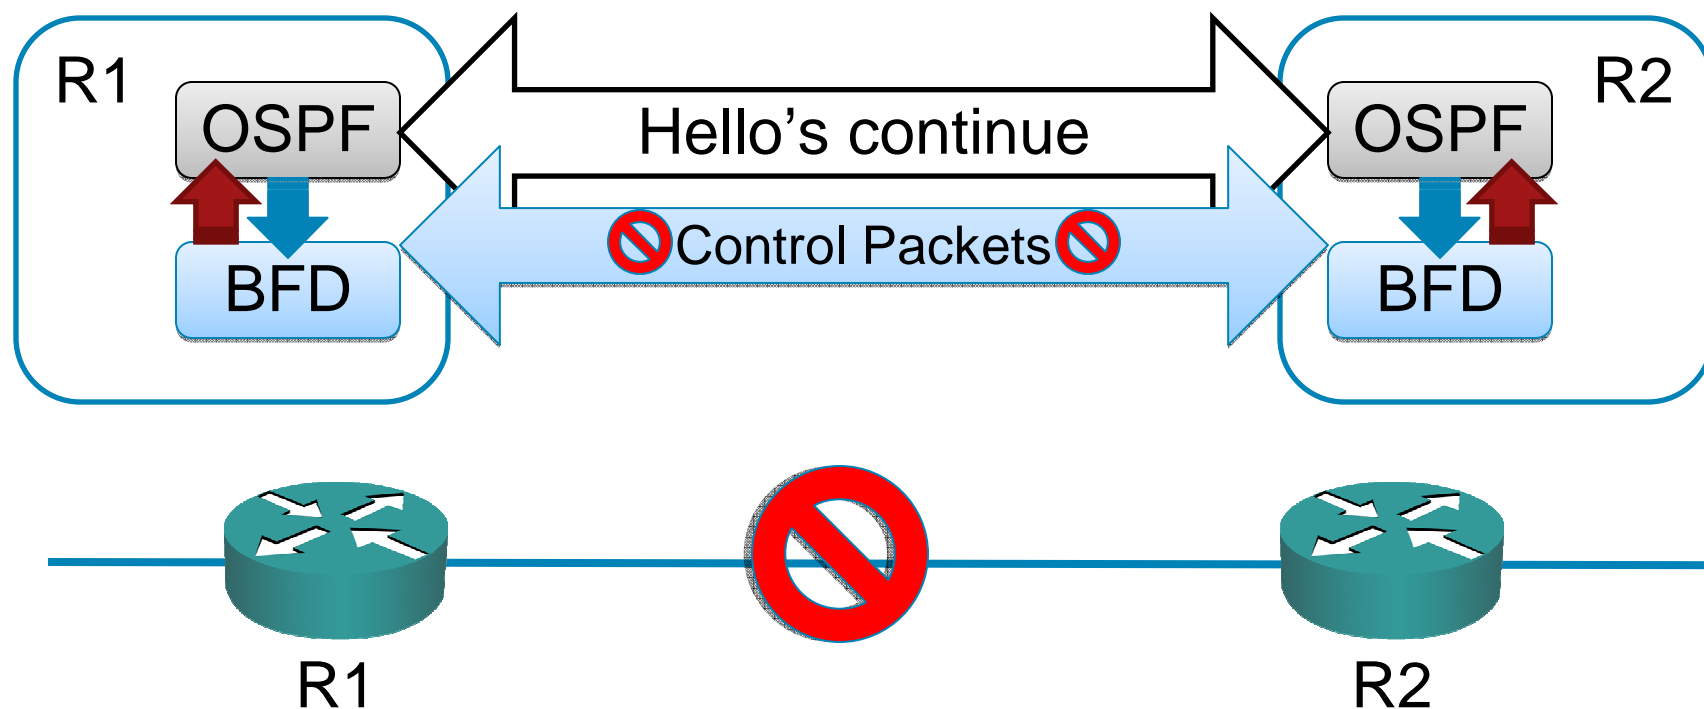 R1
OSPF
BFD
Hello's continue
Control Packets
R2
OSPF
BFD
R1
R2